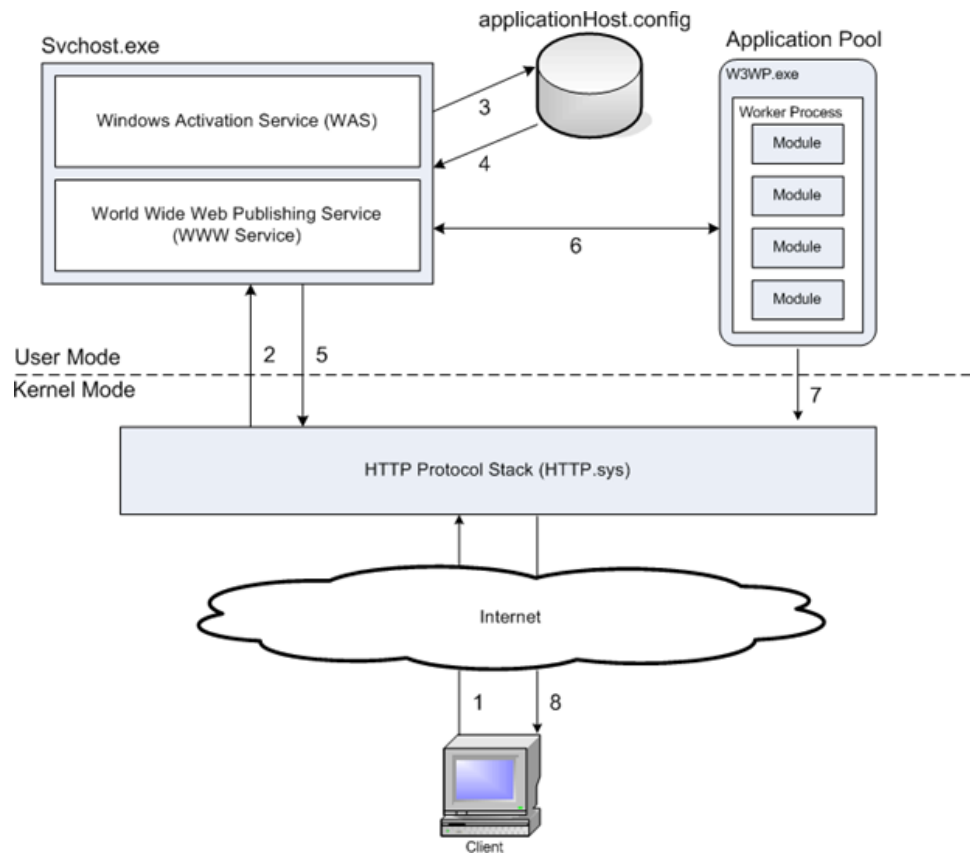 applicationHost.config
Svchost.exe
Application Pool
W3WP.exe
Windows Activation Service (WAS)
3
4
Worker Process
Module
Module
Module
Module
World Wide Web Publishing Service
(WWW Service)
6
2
5
User Mode
Kernel Mode
7
HTTP Protocol Stack (HTTP.sys)
Internet
1
8
Client